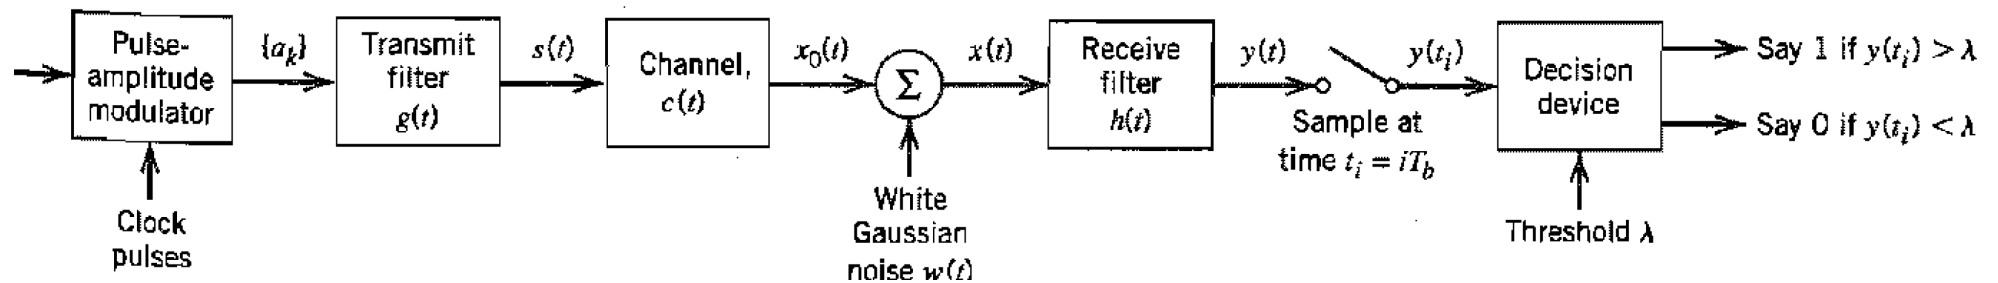 Pulse-
amplitude
modulator
{a_k}
Transmit
filter
g(t)
s(t)
Channel,
c(t)
x₀(t)
Σ
x(t)
Receive
filter
h(t)
y(t)
y(t_i)
Decision
device
Say 1 if y(t_i) > λ
Say 0 if y(t_i) < λ
Clock
pulses
White
Gaussian
noise w(t)
Sample at
time t_i = iT_b
Threshold λ